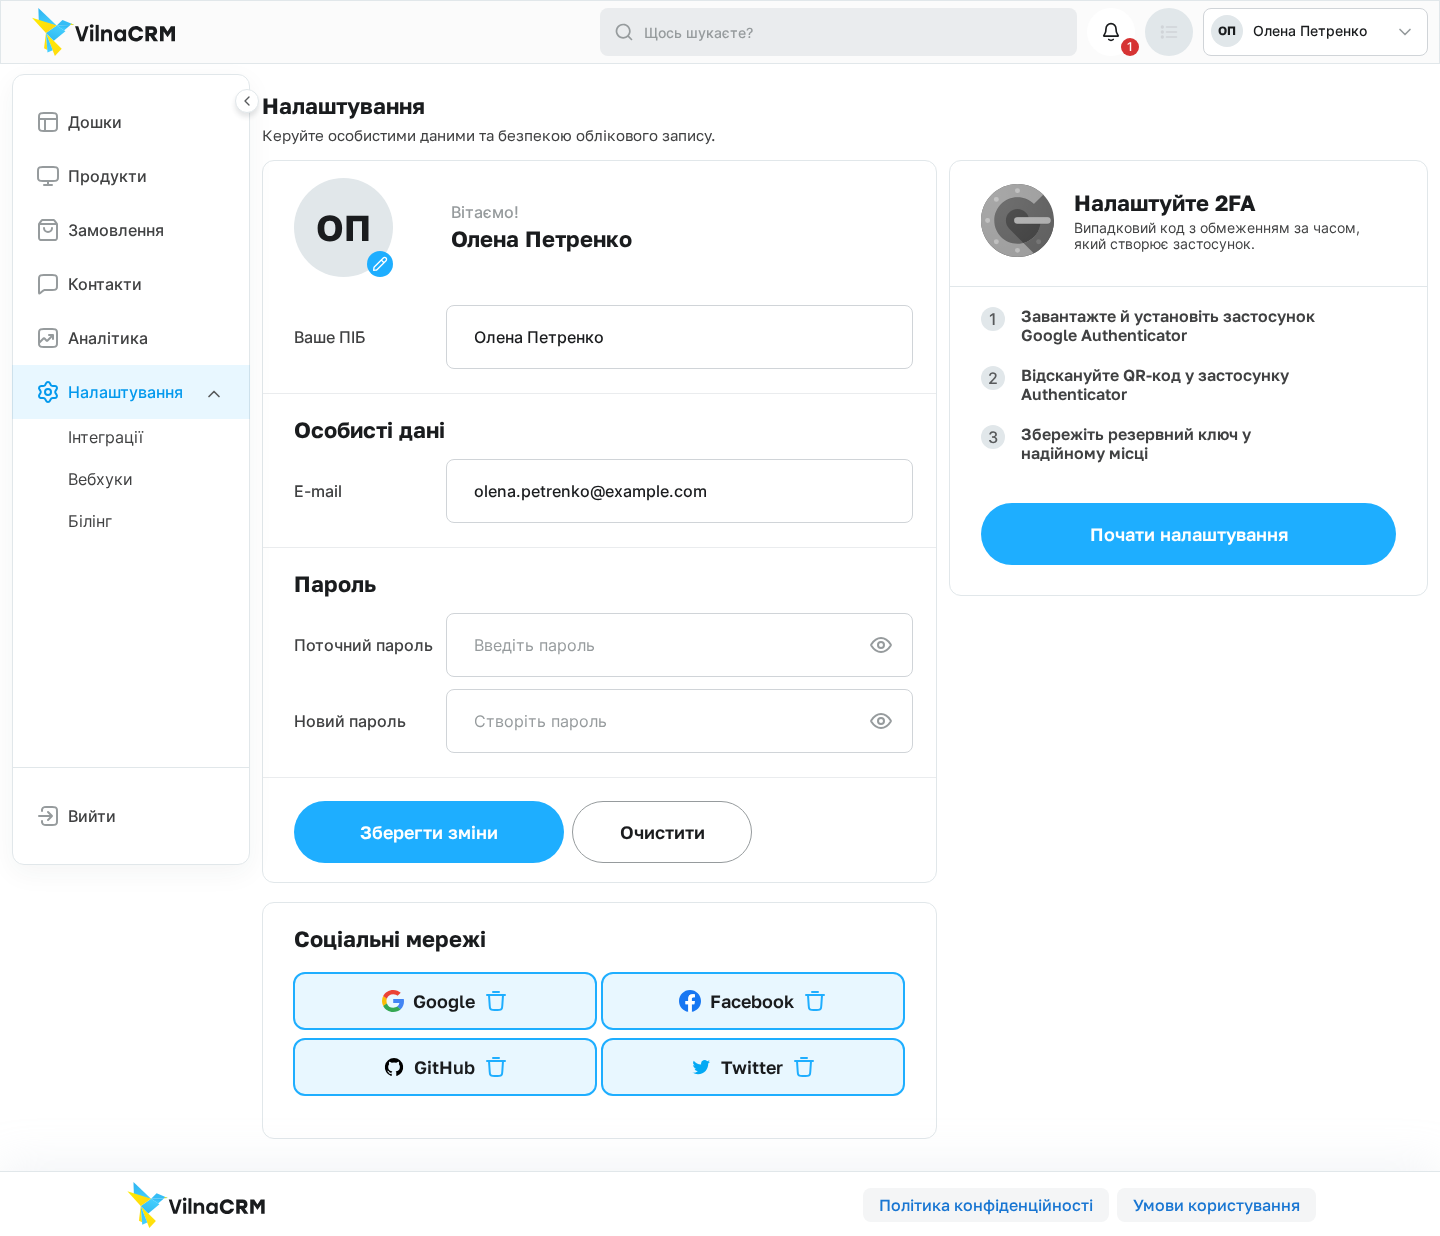 VilnaCRM
Щось шукаєте?
1
ОП
Олена Петренко
Дошки
Продукти
Замовлення
Контакти
Аналітика
Налаштування
Інтеграції
Вебхуки
Білінг
Вийти
Налаштування
Керуйте особистими даними та безпекою облікового запису.
ОП
Вітаємо!
Олена Петренко
Ваше ПІБ
Олена Петренко
Особисті дані
E-mail
olena.petrenko@example.com
Пароль
Поточний пароль
Введіть пароль
Новий пароль
Створіть пароль
Зберегти зміни
Очистити
Соціальні мережі
Google
Facebook
GitHub
Twitter
Налаштуйте 2FA
Випадковий код з обмеженням за часом,
який створює застосунок.
1
Завантажте й установіть застосунок
Google Authenticator
2
Відскануйте QR-код у застосунку
Authenticator
3
Збережіть резервний ключ у
надійному місці
Почати налаштування
VilnaCRM
Політика конфіденційності
Умови користування